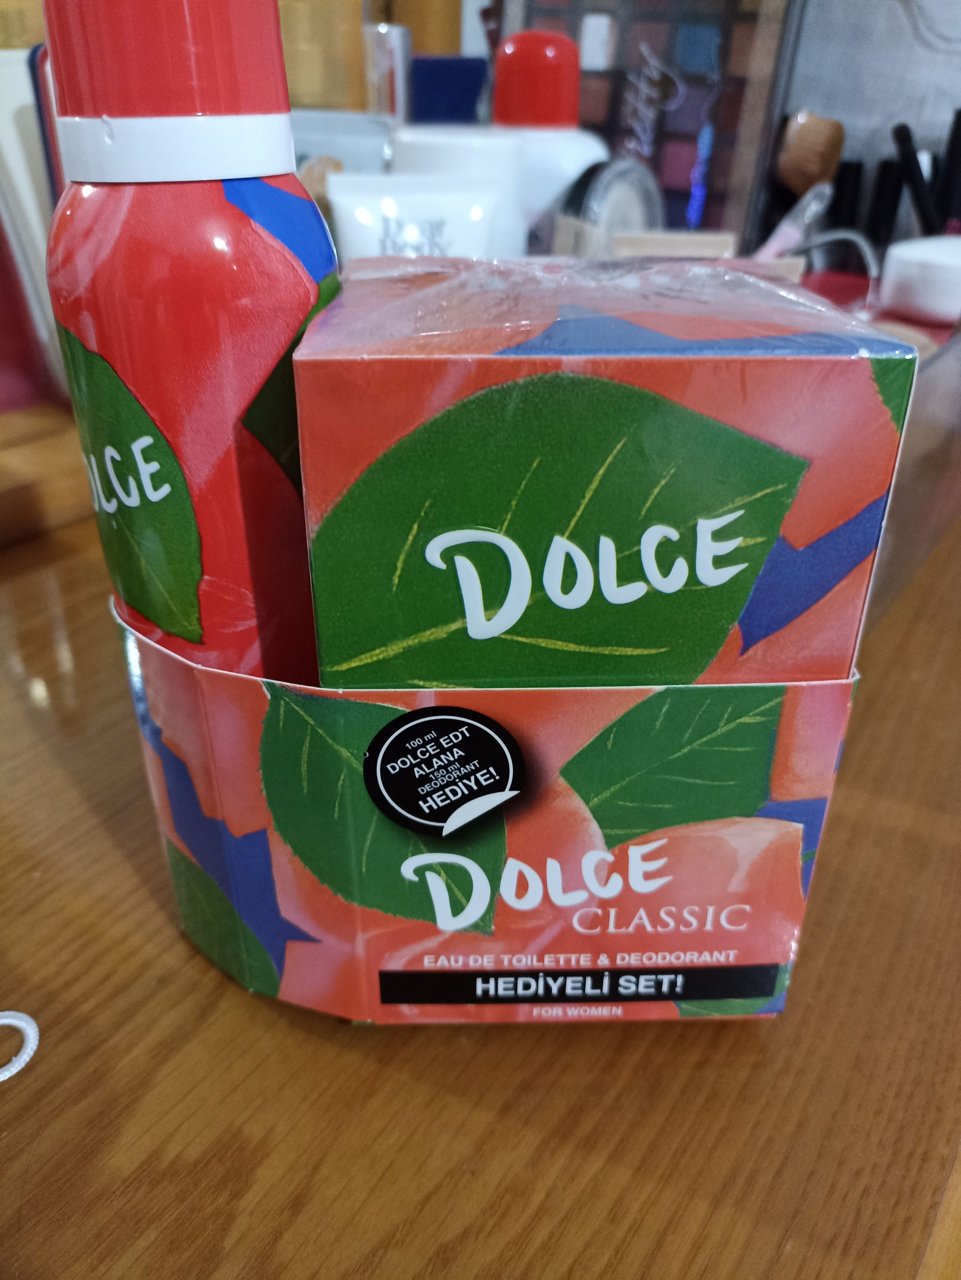 DOLCE
DOLCE
100 ml
DOLCE EDT
ALANA
150 ml
DEODORANT
HEDİYE!
DOLCE
CLASSIC
EAU DE TOILETTE & DEODORANT
HEDİYELİ SET!
FOR WOMEN